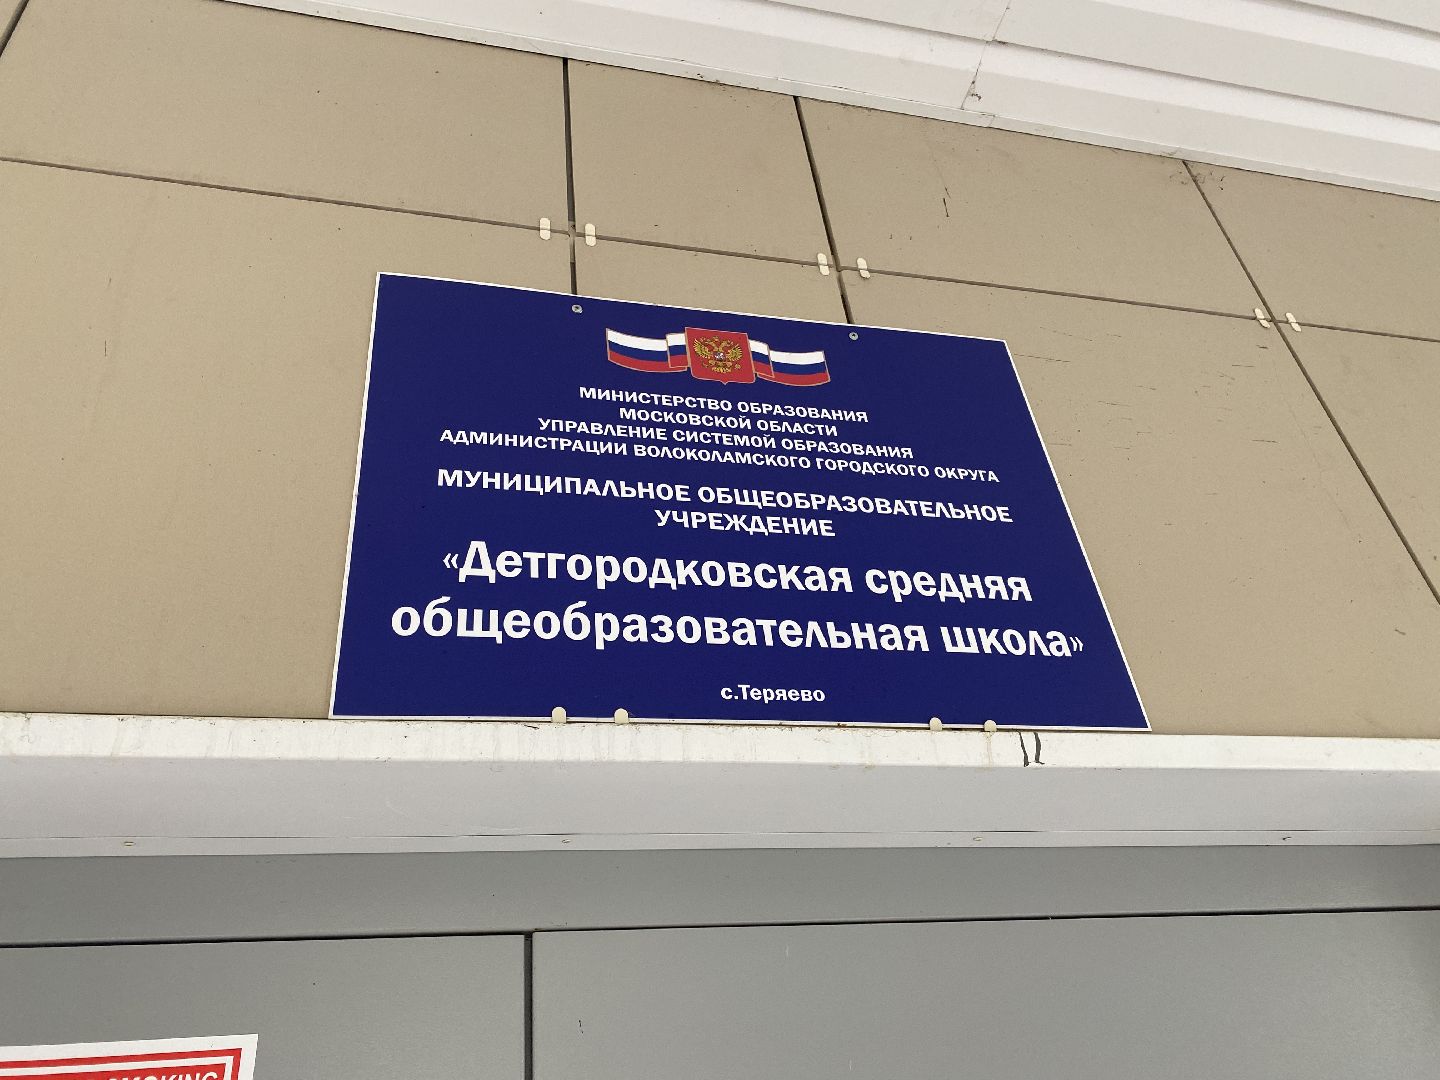 МИНИСТЕРСТВО ОБРАЗОВАНИЯ
МОСКОВСКОЙ ОБЛАСТИ
УПРАВЛЕНИЕ СИСТЕМОЙ ОБРАЗОВАНИЯ
АДМИНИСТРАЦИИ ВОЛОКОЛАМСКОГО ГОРОДСКОГО ОКРУГА
МУНИЦИПАЛЬНОЕ ОБЩЕОБРАЗОВАТЕЛЬНОЕ
УЧРЕЖДЕНИЕ
«Детгородковская средняя
общеобразовательная школа»
с.Теряево
SMOKING